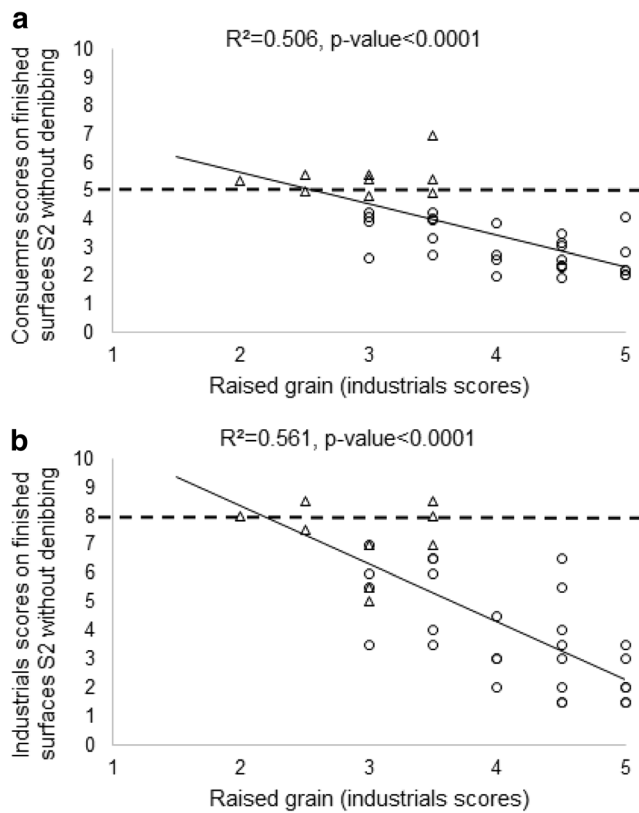 a
R²=0.506, p-value<0.0001
Consuemrs scores on finished
surfaces S2 without denibbing
10
9
8
7
6
5
4
3
2
1
0
1 2 3 4 5
Raised grain (industrials scores)
b
R²=0.561, p-value<0.0001
Industrials scores on finished
surfaces S2 without denibbing
10
9
8
7
6
5
4
3
2
1
0
1 2 3 4 5
Raised grain (industrials scores)